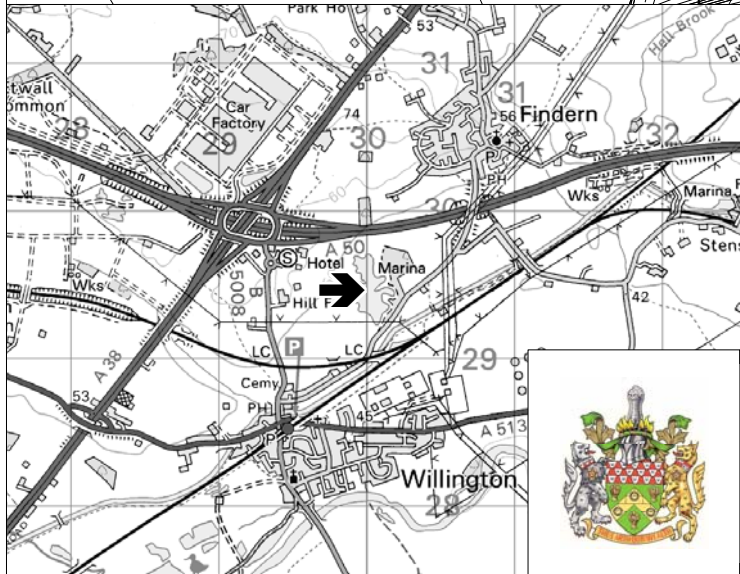 Park Ho
53
Hell Brook
70
31
twall
ommon
Car
Factory
74
31
Findern
56
28
29
30
32
P
PH
60
30
Wks
Marina
Stens
A 50
S
Hotel
Marina
B
5008
Wks
Hill F
42
A 38
P
LC
LC
29
Cemy
53
PH
P
45
A 513
Willington
28